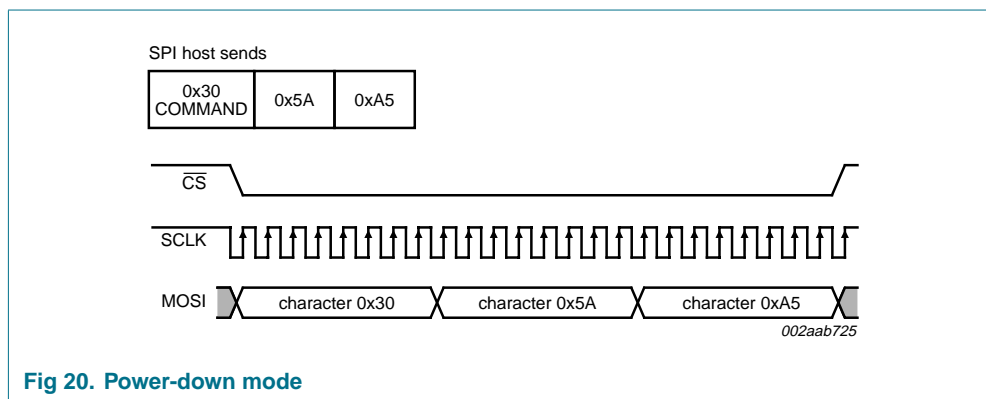 SPI host sends
0x30
COMMAND
0x5A
0xA5
CS
SCLK
MOSI
character 0x30
character 0x5A
character 0xA5
002aab725
Fig 20. Power-down mode